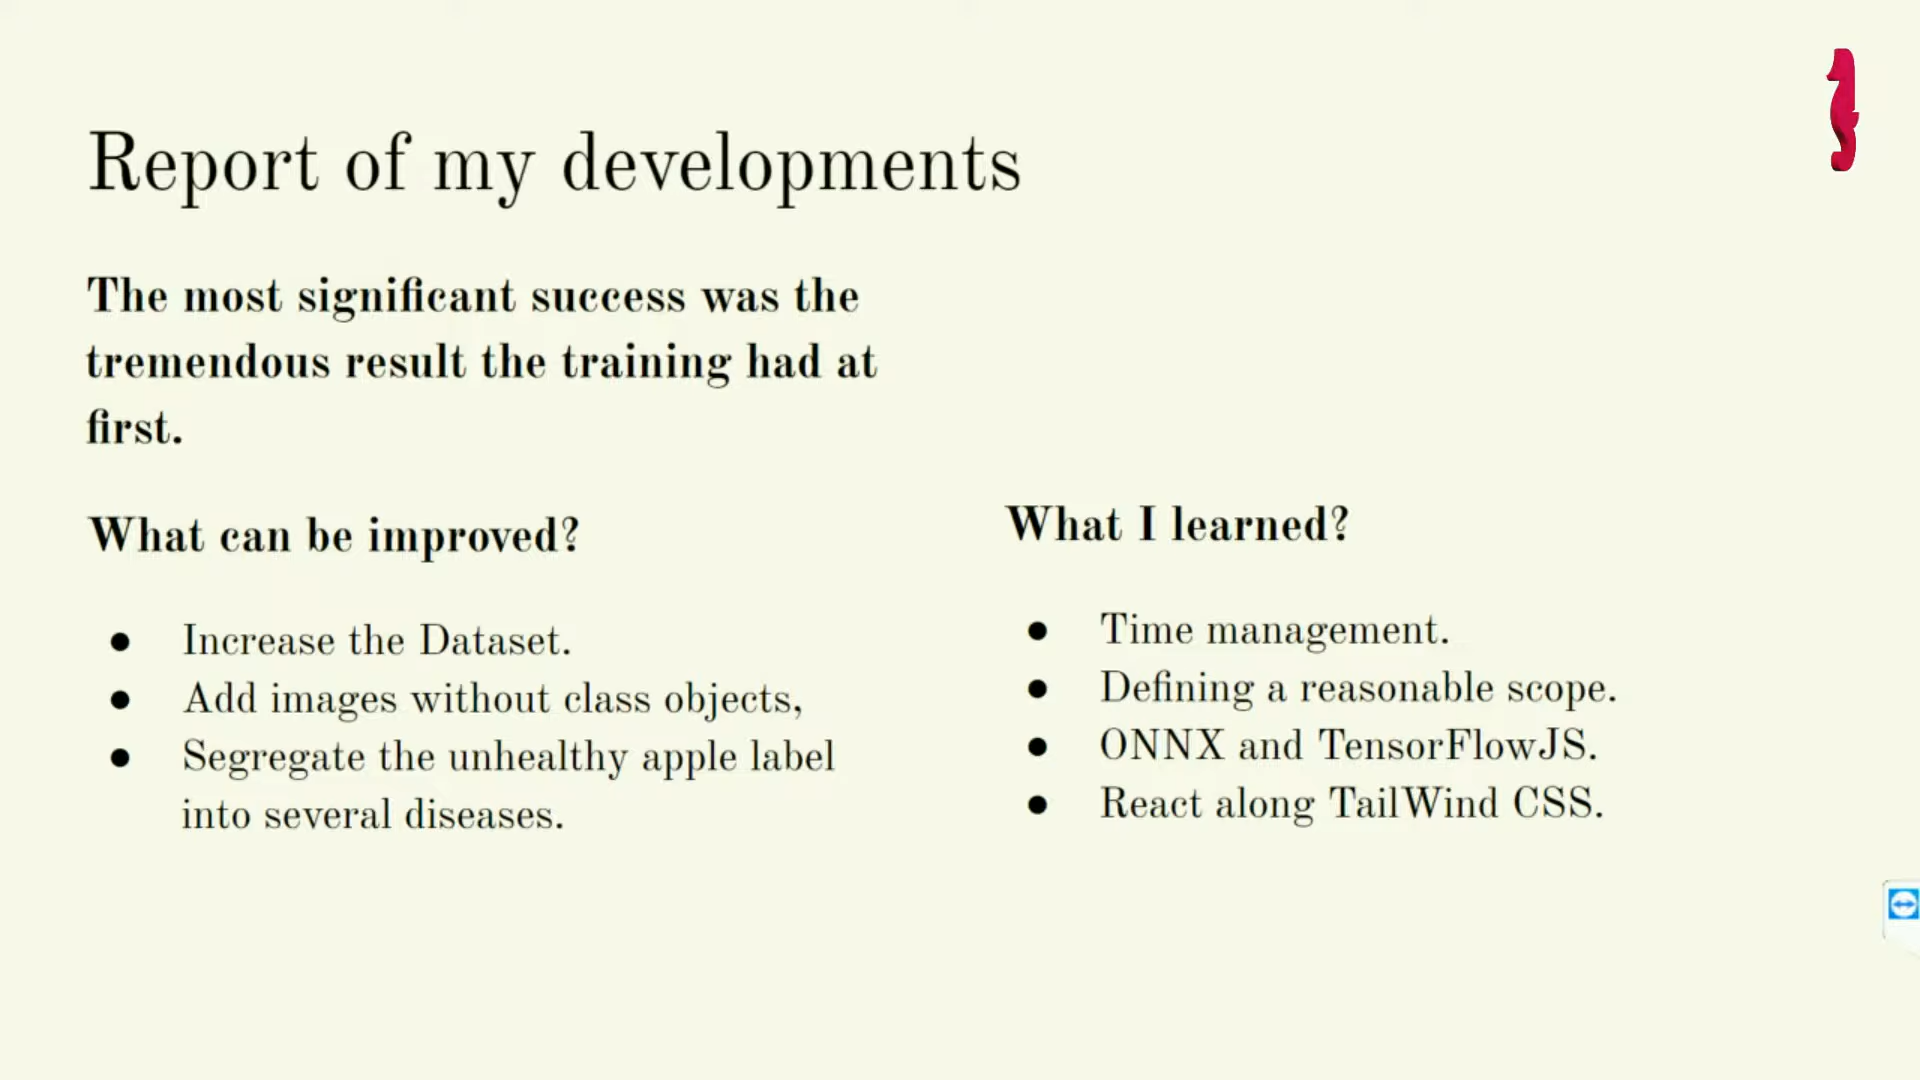 Report of my developments
The most significant success was the
tremendous result the training had at
first.
What can be improved?
● Increase the Dataset.
● Add images without class objects,
● Segregate the unhealthy apple label
into several diseases.
What I learned?
● Time management.
● Defining a reasonable scope.
● ONNX and TensorFlowJS.
● React along TailWind CSS.